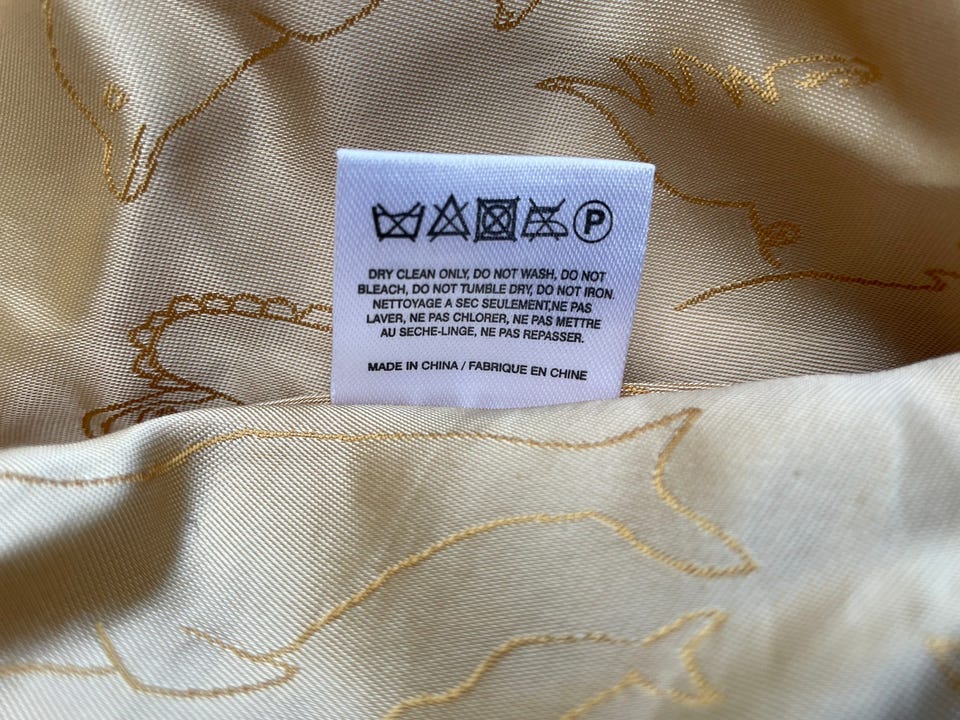 P
DRY CLEAN ONLY, DO NOT WASH, DO NOT
BLEACH, DO NOT TUMBLE DRY, DO NOT IRON.
NETTOYAGE A SEC SEULEMENT,NE PAS
LAVER, NE PAS CHLORER, NE PAS METTRE
AU SECHE-LINGE, NE PAS REPASSER.
MADE IN CHINA / FABRIQUE EN CHINE